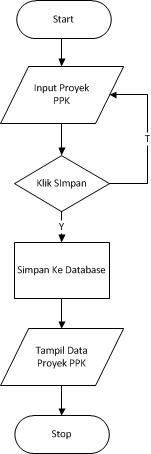 Start
Input Proyek
PPK
T
Klik SImpan
Y
Simpan Ke Database
Tampil Data
Proyek PPK
Stop